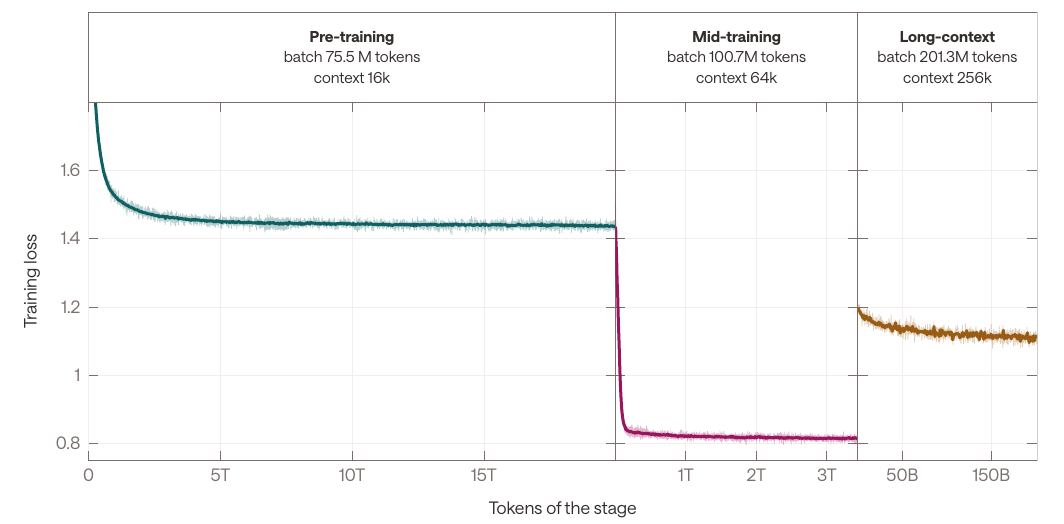 Pre-training
batch 75.5 M tokens
context 16k
Mid-training
batch 100.7M tokens
context 64k
Long-context
batch 201.3M tokens
context 256k
Training loss
1.6
1.4
1.2
1
0.8
0
5T
10T
15T
1T
2T
3T
50B
150B
Tokens of the stage